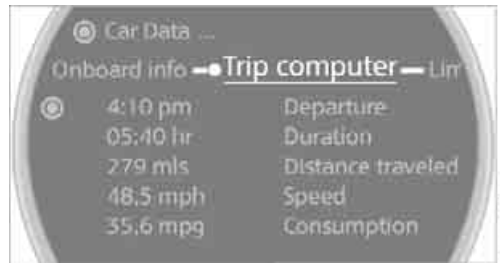 Car Data ...
Onboard info Trip computer Lim
4:10 pm Departure
05:40 hr Duration
279 mls Distance traveled
48.5 mph Speed
35.6 mpg Consumption